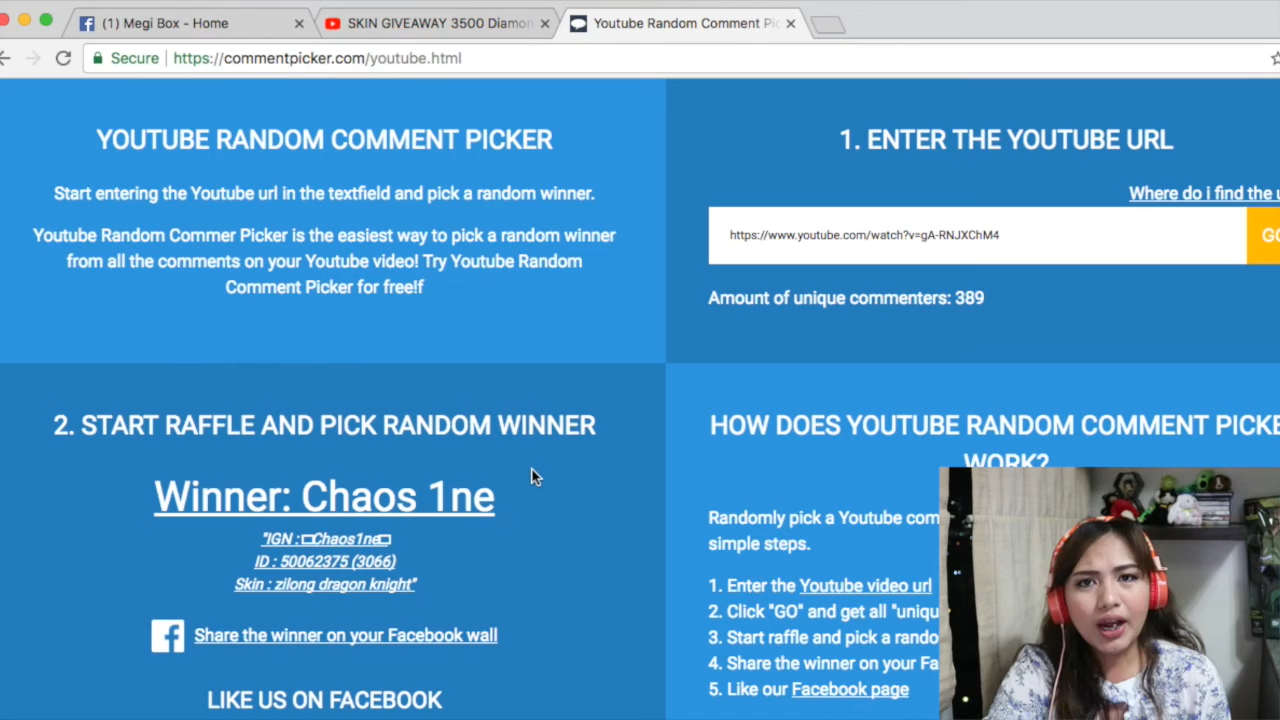 (1) Megi Box - Home
SKIN GIVEAWAY 3500 Diamon
Youtube Random Comment Pic
Secure
https://commentpicker.com/youtube.html
YOUTUBE RANDOM COMMENT PICKER
Start entering the Youtube url in the textfield and pick a random winner.
Youtube Random Commer Picker is the easiest way to pick a random winner
from all the comments on your Youtube video! Try Youtube Random
Comment Picker for free!f
1. ENTER THE YOUTUBE URL
Where do i find the u
https://www.youtube.com/watch?v=gA-RNJXChM4
GO
Amount of unique commenters: 389
2. START RAFFLE AND PICK RANDOM WINNER
Winner: Chaos 1ne
"IGN :□Chaos1ne□
ID : 50062375 (3066)
Skin : zilong dragon knight"
Share the winner on your Facebook wall
LIKE US ON FACEBOOK
HOW DOES YOUTUBE RANDOM COMMENT PICKE
WORK?
Randomly pick a Youtube com
simple steps.
1. Enter the Youtube video url
2. Click "GO" and get all "uniqu
3. Start raffle and pick a rando
4. Share the winner on your Fa
5. Like our Facebook page